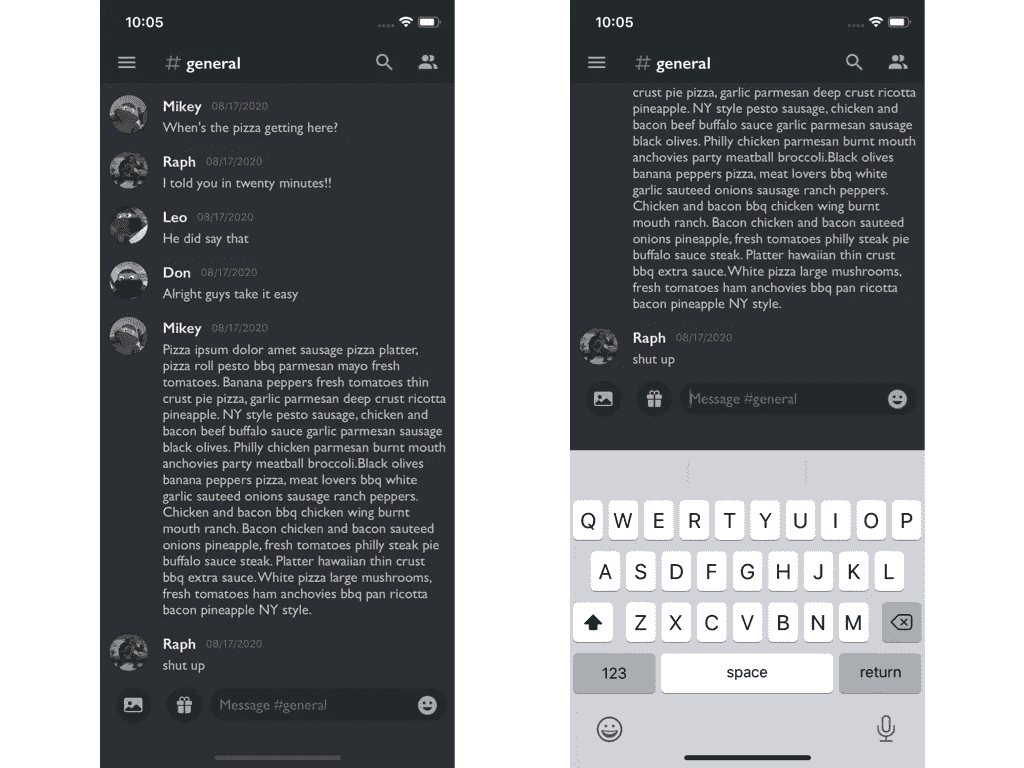 10:05
# general
Mikey 08/17/2020
When's the pizza getting here?
Raph 08/17/2020
I told you in twenty minutes!!
Leo 08/17/2020
He did say that
Don 08/17/2020
Alright guys take it easy
Mikey 08/17/2020
Pizza ipsum dolor amet sausage pizza platter,
pizza roll pesto bbq parmesan mayo fresh
tomatoes. Banana peppers fresh tomatoes thin
crust pie pizza, garlic parmesan deep crust ricotta
pineapple. NY style pesto sausage, chicken and
bacon beef buffalo sauce garlic parmesan sausage
black olives. Philly chicken parmesan burnt mouth
anchovies party meatball broccoli.Black olives
banana peppers pizza, meat lovers bbq white
garlic sauteed onions sausage ranch peppers.
Chicken and bacon bbq chicken wing burnt
mouth ranch. Bacon chicken and bacon sauteed
onions pineapple, fresh tomatoes philly steak pie
buffalo sauce steak. Platter hawaiian thin crust
bbq extra sauce.White pizza large mushrooms,
fresh tomatoes ham anchovies bbq pan ricotta
bacon pineapple NY style.
Raph 08/17/2020
shut up
Message #general
10:05
# general
crust pie pizza, garlic parmesan deep crust ricotta
pineapple. NY style pesto sausage, chicken and
bacon beef buffalo sauce garlic parmesan sausage
black olives. Philly chicken parmesan burnt mouth
anchovies party meatball broccoli.Black olives
banana peppers pizza, meat lovers bbq white
garlic sauteed onions sausage ranch peppers.
Chicken and bacon bbq chicken wing burnt
mouth ranch. Bacon chicken and bacon sauteed
onions pineapple, fresh tomatoes philly steak pie
buffalo sauce steak. Platter hawaiian thin crust
bbq extra sauce.White pizza large mushrooms,
fresh tomatoes ham anchovies bbq pan ricotta
bacon pineapple NY style.
Raph 08/17/2020
shut up
Message #general
Q W E R T Y U I O P
A S D F G H J K L
Z X C V B N M
123 space return